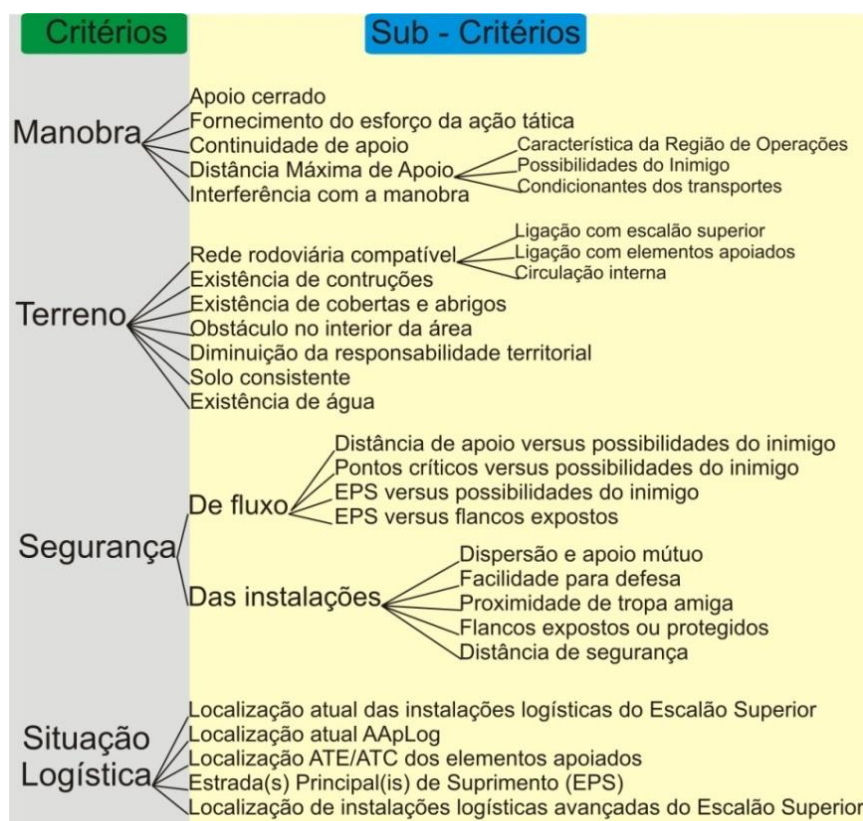 Critérios
Sub - Critérios
Manobra
Apoio cerrado
Fornecimento do esforço da ação tática
Continuidade de apoio
Distância Máxima de Apoio
Característica da Região de Operações
Possibilidades do Inimigo
Condicionantes dos transportes
Interferência com a manobra
Terreno
Rede rodoviária compatível
Ligação com escalão superior
Ligação com elementos apoiados
Circulação interna
Existência de contruções
Existência de cobertas e abrigos
Obstáculo no interior da área
Diminuição da responsabilidade territorial
Solo consistente
Existência de água
Segurança
De fluxo
Distância de apoio versus possibilidades do inimigo
Pontos críticos versus possibilidades do inimigo
EPS versus possibilidades do inimigo
EPS versus flancos expostos
Das instalações
Dispersão e apoio mútuo
Facilidade para defesa
Proximidade de tropa amiga
Flancos expostos ou protegidos
Distância de segurança
Situação
Logística
Localização atual das instalações logísticas do Escalão Superior
Localização atual AApLog
Localização ATE/ATC dos elementos apoiados
Estrada(s) Principal(is) de Suprimento (EPS)
Localização de instalações logísticas avançadas do Escalão Superior